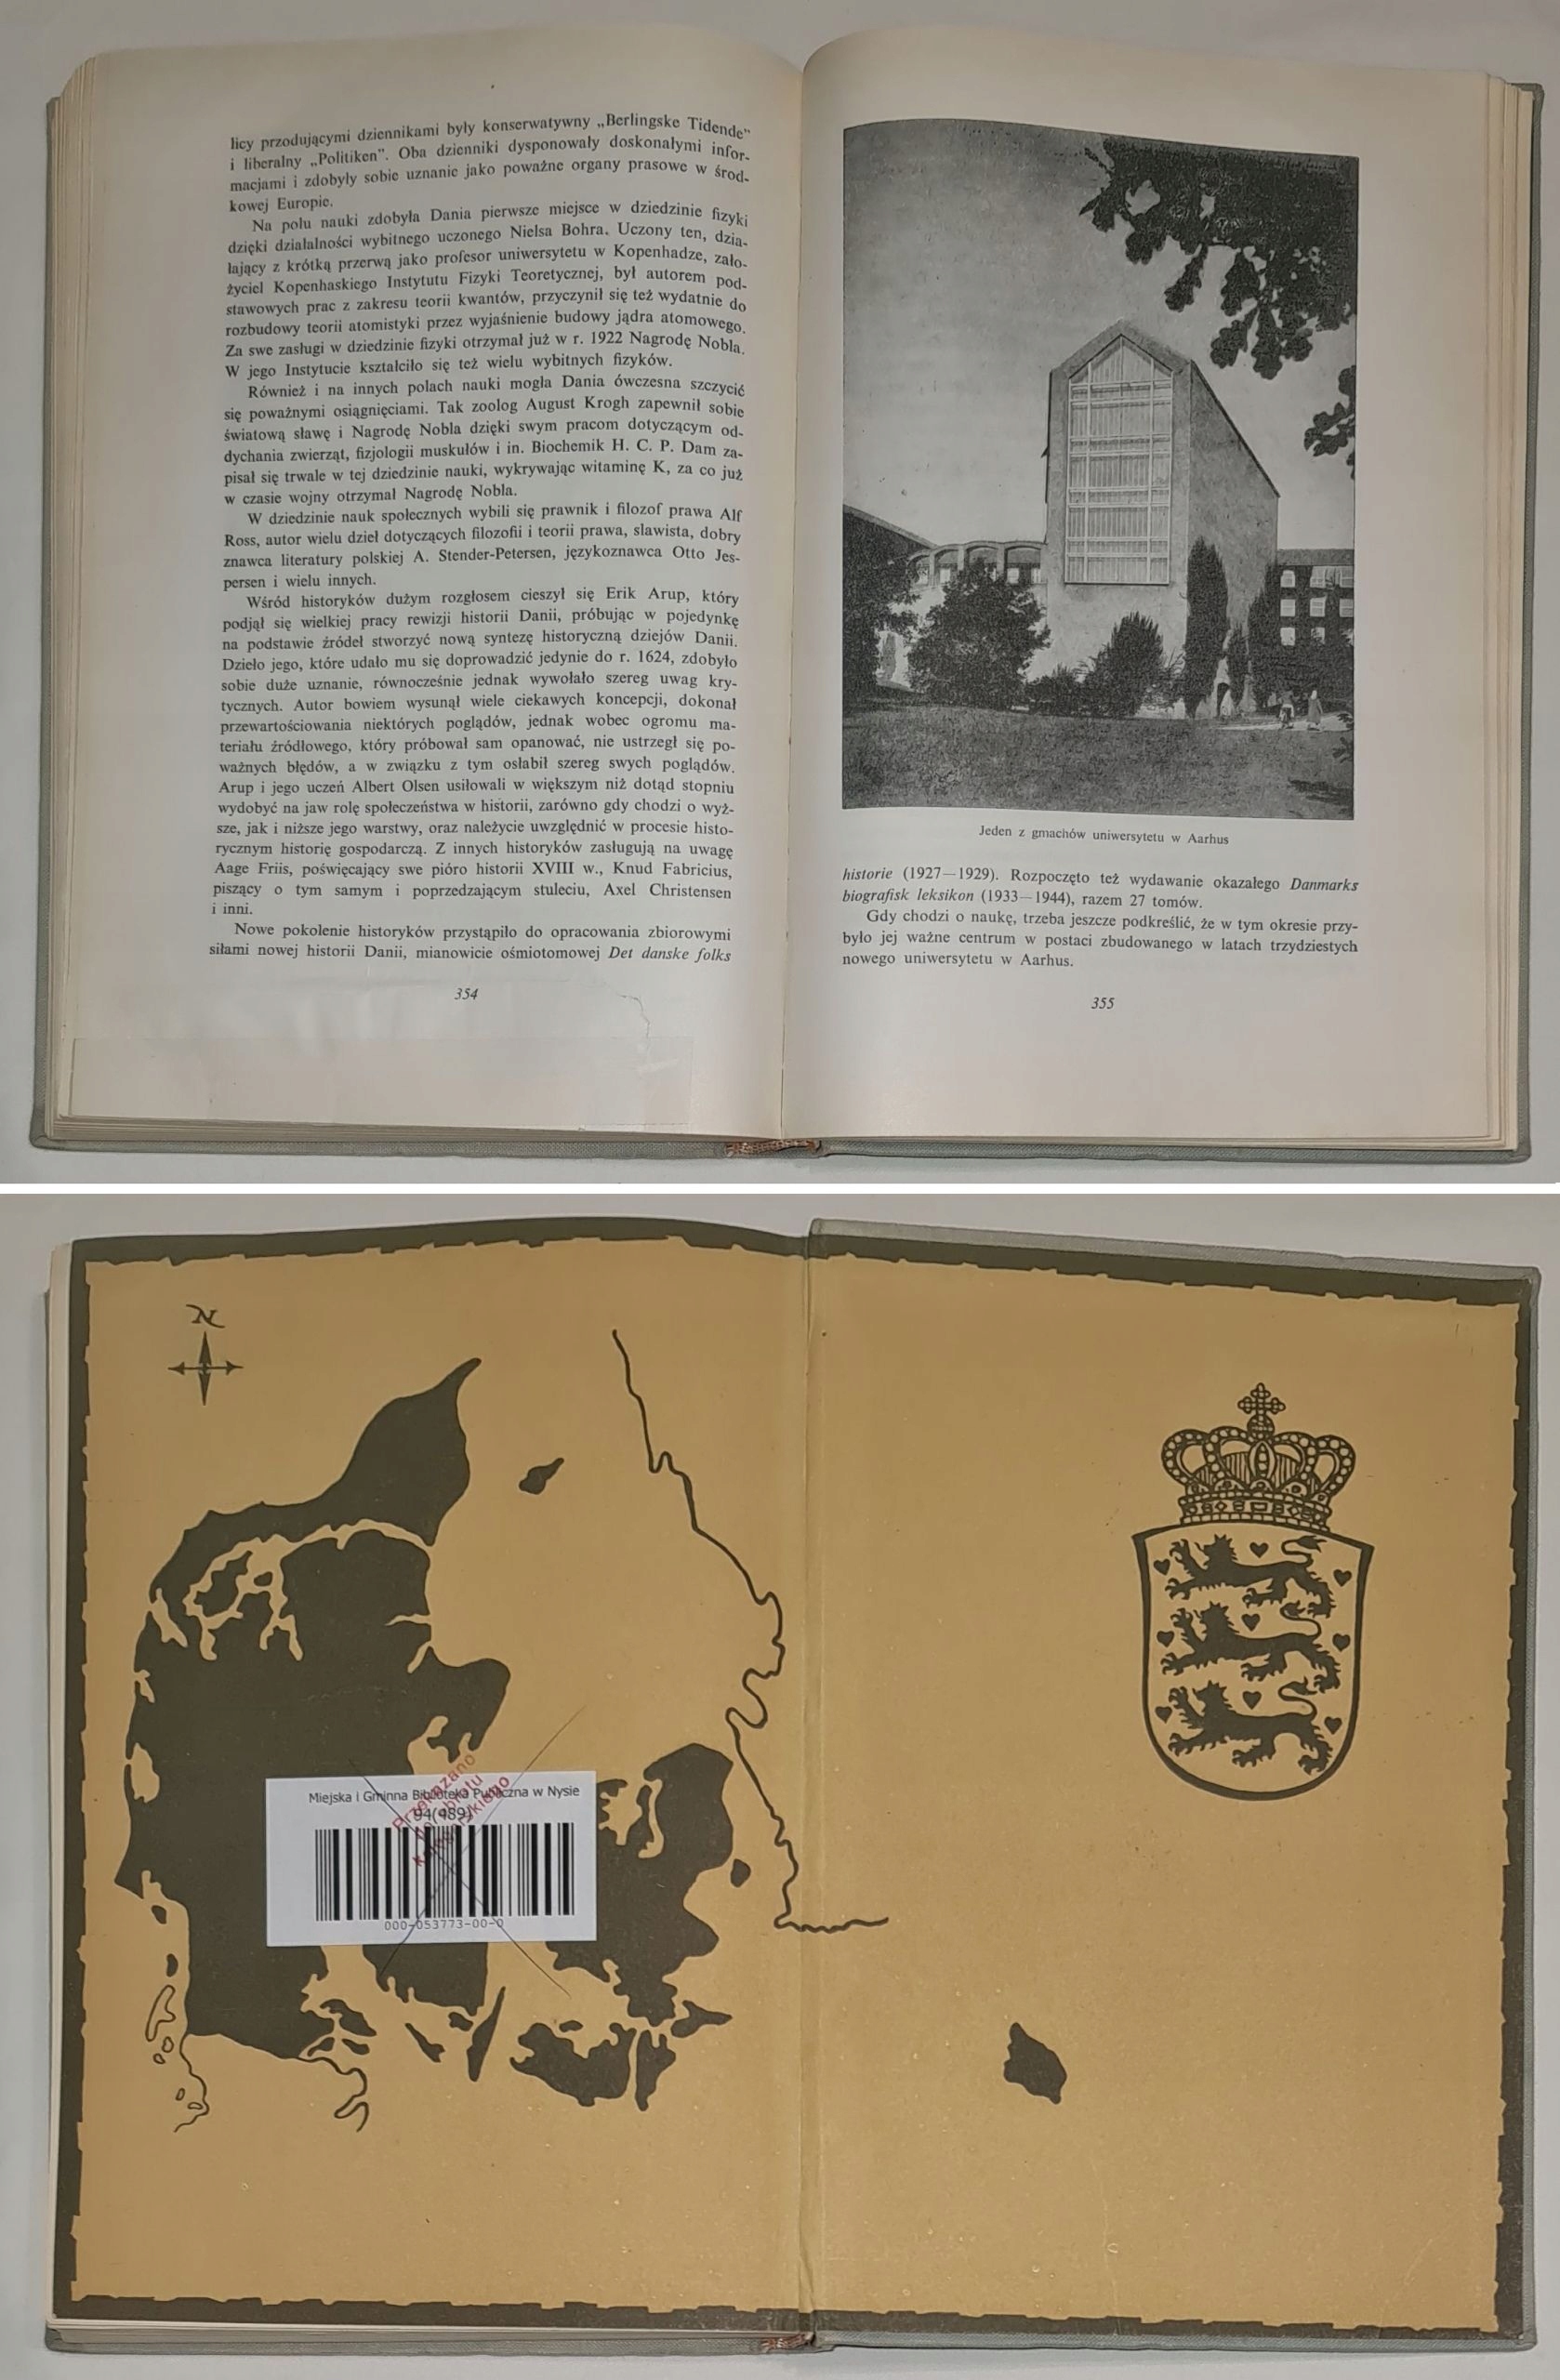 licy przodującymi dziennikami były konserwatywny „Berlingske Tidende”
i liberalny „Politiken”. Oba dzienniki dysponowały doskonałymi infor-
macjami i zdobyły sobie uznanie jako poważne organy prasowe w środ-
kowej Europie.
Na polu nauki zdobyła Dania pierwsze miejsce w dziedzinie fizyki
dzięki działalności wybitnego uczonego Nielsa Bohra. Uczony ten, dzia-
łający z krótką przerwą jako profesor uniwersytetu w Kopenhadze, zało-
życiel Kopenhaskiego Instytutu Fizyki Teoretycznej, był autorem pod-
stawowych prac z zakresu teorii kwantów, przyczynił się też wydatnie do
rozbudowy teorii atomistyki przez wyjaśnienie budowy jądra atomowego.
Za swe zasługi w dziedzinie fizyki otrzymał już w r. 1922 Nagrodę Nobla.
W jego Instytucie kształciło się też wielu wybitnych fizyków.
Również i na innych polach nauki mogła Dania ówczesna szczycić
się poważnymi osiągnięciami. Tak zoolog August Krogh zapewnił sobie
światową sławę i Nagrodę Nobla dzięki swym pracom dotyczącym od-
dychania zwierząt, fizjologii muskułów i in. Biochemik H. C. P. Dam za-
pisał się trwale w tej dziedzinie nauki, wykrywając witaminę K, za co już
w czasie wojny otrzymał Nagrodę Nobla.
W dziedzinie nauk społecznych wybili się prawnik i filozof prawa Alf
Ross, autor wielu dzieł dotyczących filozofii i teorii prawa, slawista, dobry
znawca literatury polskiej A. Stender-Petersen, językoznawca Otto Jes-
persen i wielu innych.
Wśród historyków dużym rozgłosem cieszył się Erik Arup, który
podjął się wielkiej pracy rewizji historii Danii, próbując w pojedynkę
na podstawie źródeł stworzyć nową syntezę historyczną dziejów Danii.
Dzieło jego, które udało mu się doprowadzić jedynie do r. 1624, zdobyło
sobie duże uznanie, równocześnie jednak wywołało szereg uwag kry-
tycznych. Autor bowiem wysunął wiele ciekawych koncepcji, dokonał
przewartościowania niektórych poglądów, jednak wobec ogromu ma-
teriału źródłowego, który próbował sam opanować, nie ustrzegł się po-
ważnych błędów, a w związku z tym osłabił szereg swych poglądów.
Arup i jego uczeń Albert Olsen usiłowali w większym niż dotąd stopniu
wydobyć na jaw rolę społeczeństwa w historii, zarówno gdy chodzi o wyż-
sze, jak i niższe jego warstwy, oraz należycie uwzględnić w procesie histo-
rycznym historię gospodarczą. Z innych historyków zasługują na uwagę
Aage Friis, poświęcający swe pióro historii XVIII w., Knud Fabricius,
piszący o tym samym i poprzedzającym stuleciu, Axel Christensen
i inni.
Nowe pokolenie historyków przystąpiło do opracowania zbiorowymi
siłami nowej historii Danii, mianowicie ośmiotomowej Det danske folks
354
Jeden z gmachów uniwersytetu w Aarhus
historie (1927—1929). Rozpoczęto też wydawanie okazałego Danmarks
biografisk leksikon (1933—1944), razem 27 tomów.
Gdy chodzi o naukę, trzeba jeszcze podkreślić, że w tym okresie przy-
było jej ważne centrum w postaci zbudowanego w latach trzydziestych
nowego uniwersytetu w Aarhus.
355
N
Miejska i Gminna Biblioteka Publiczna w Nysie
94(489)
000-053773-00-0
Przekazano